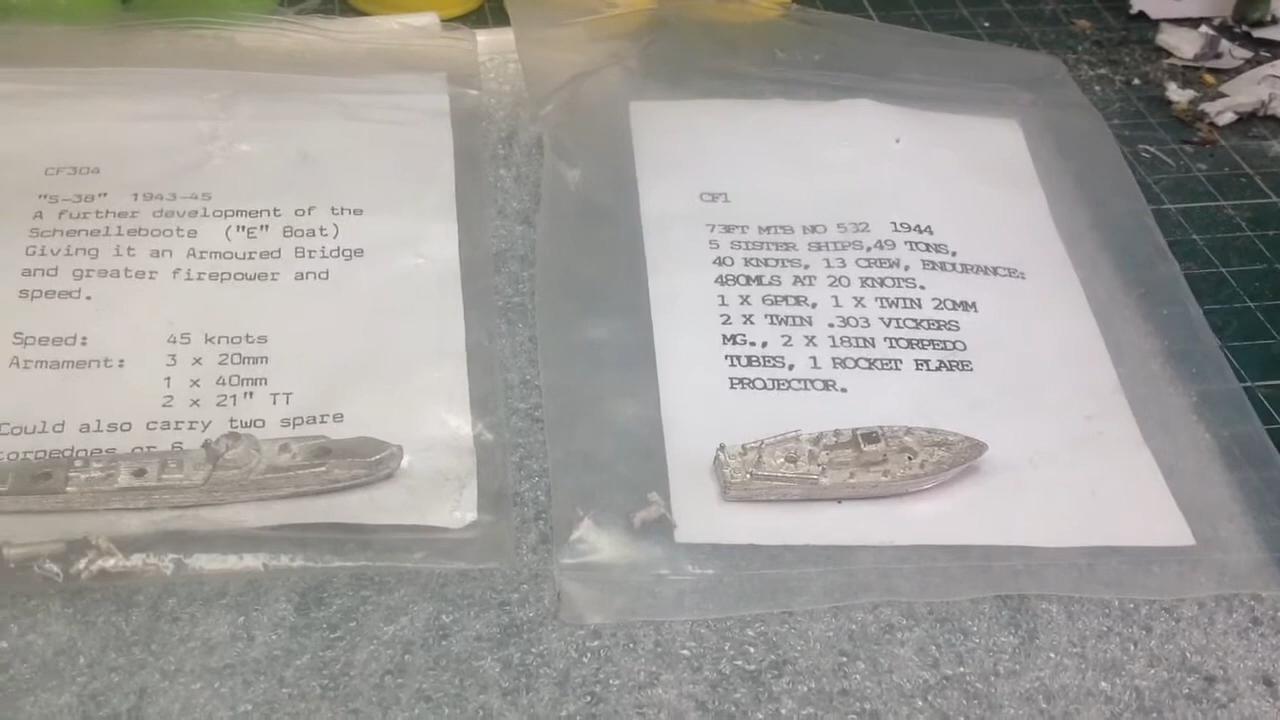 CF304
"S-38" 1943-45
A further development of the
Schenelleboote ("E" Boat)
Giving it an Armoured Bridge
and greater firepower and
speed.
Speed: 45 knots
Armament: 3 x 20mm
1 x 40mm
2 x 21" TT
Could also carry two spare
torpedoes or 6
CF1
73FT MTB NO 532 1944
5 SISTER SHIPS,49 TONS,
40 KNOTS, 13 CREW, ENDURANCE:
480MLS AT 20 KNOTS.
1 X 6PDR, 1 X TWIN 20MM
2 X TWIN .303 VICKERS
MG., 2 X 18IN TORPEDO
TUBES, 1 ROCKET FLARE
PROJECTOR.